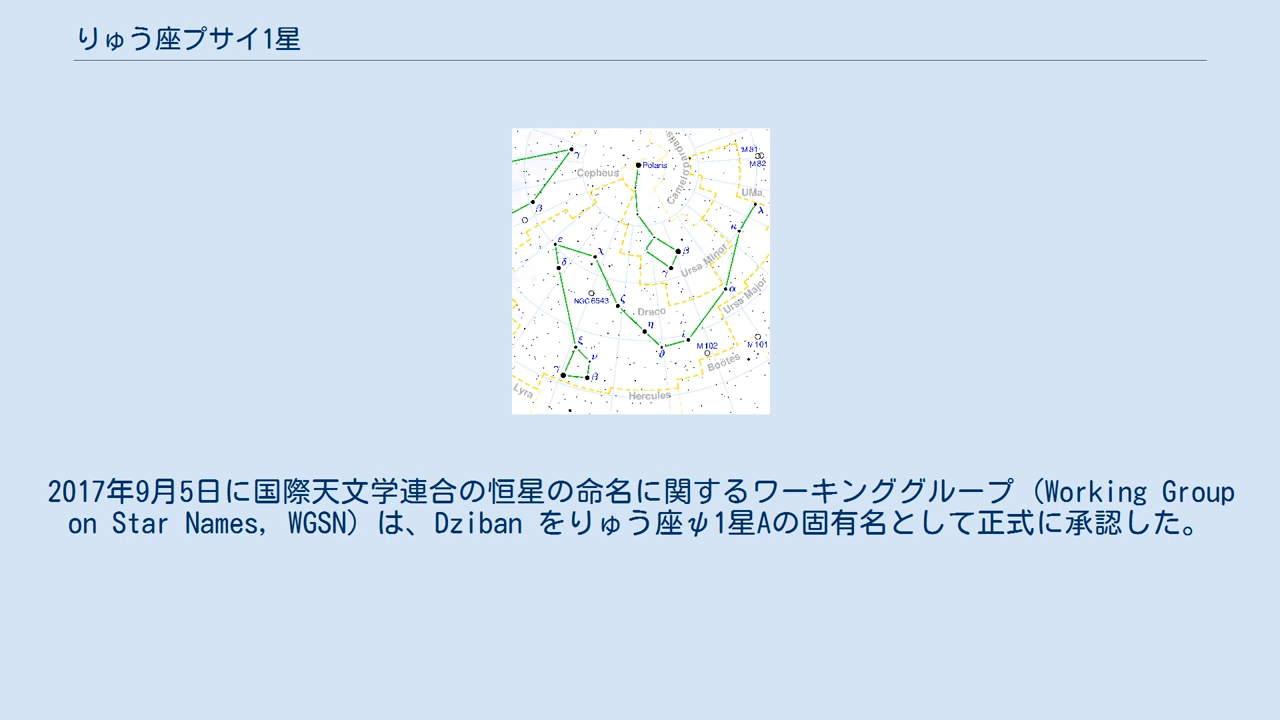 りゅう座プサイ1星
γ
Polaris
Camelopardalis
M81
M82
Cepheus
UMa
β
λ
κ
ε
χ
β
δ
γ
Ursa Minor
α
NGC6543
ζ
Ursa Major
Draco
η
ι
M102
M101
ξ
ν
Bootes
γ
β
Lyra
Hercules
2017年9月5日に国際天文学連合の恒星の命名に関するワーキンググループ (Working Group
on Star Names, WGSN) は、Dziban をりゅう座ψ1星Aの固有名として正式に承認した。